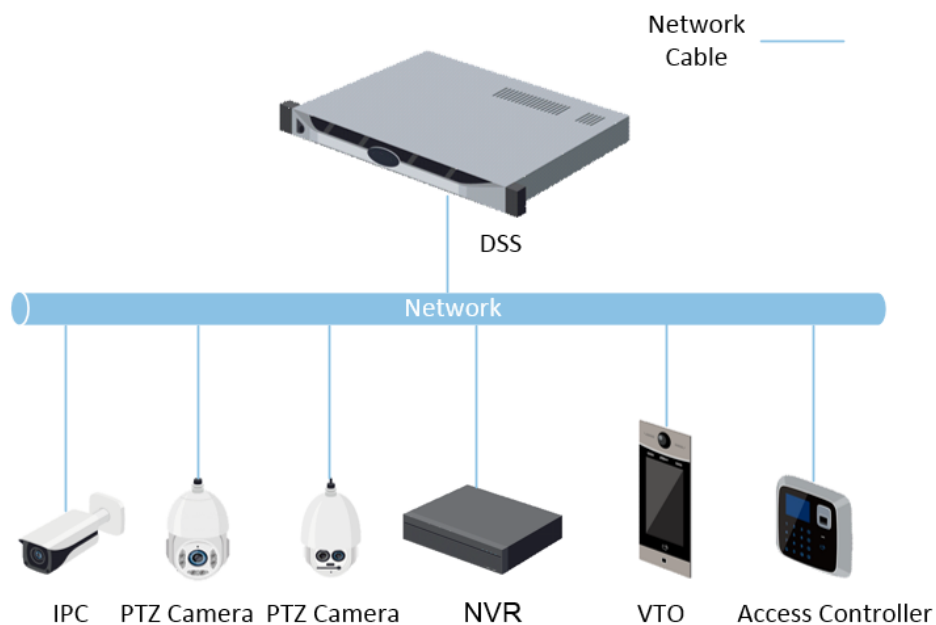 Network
Cable
DSS
Network
IPC
PTZ Camera
PTZ Camera
NVR
VTO
Access Controller